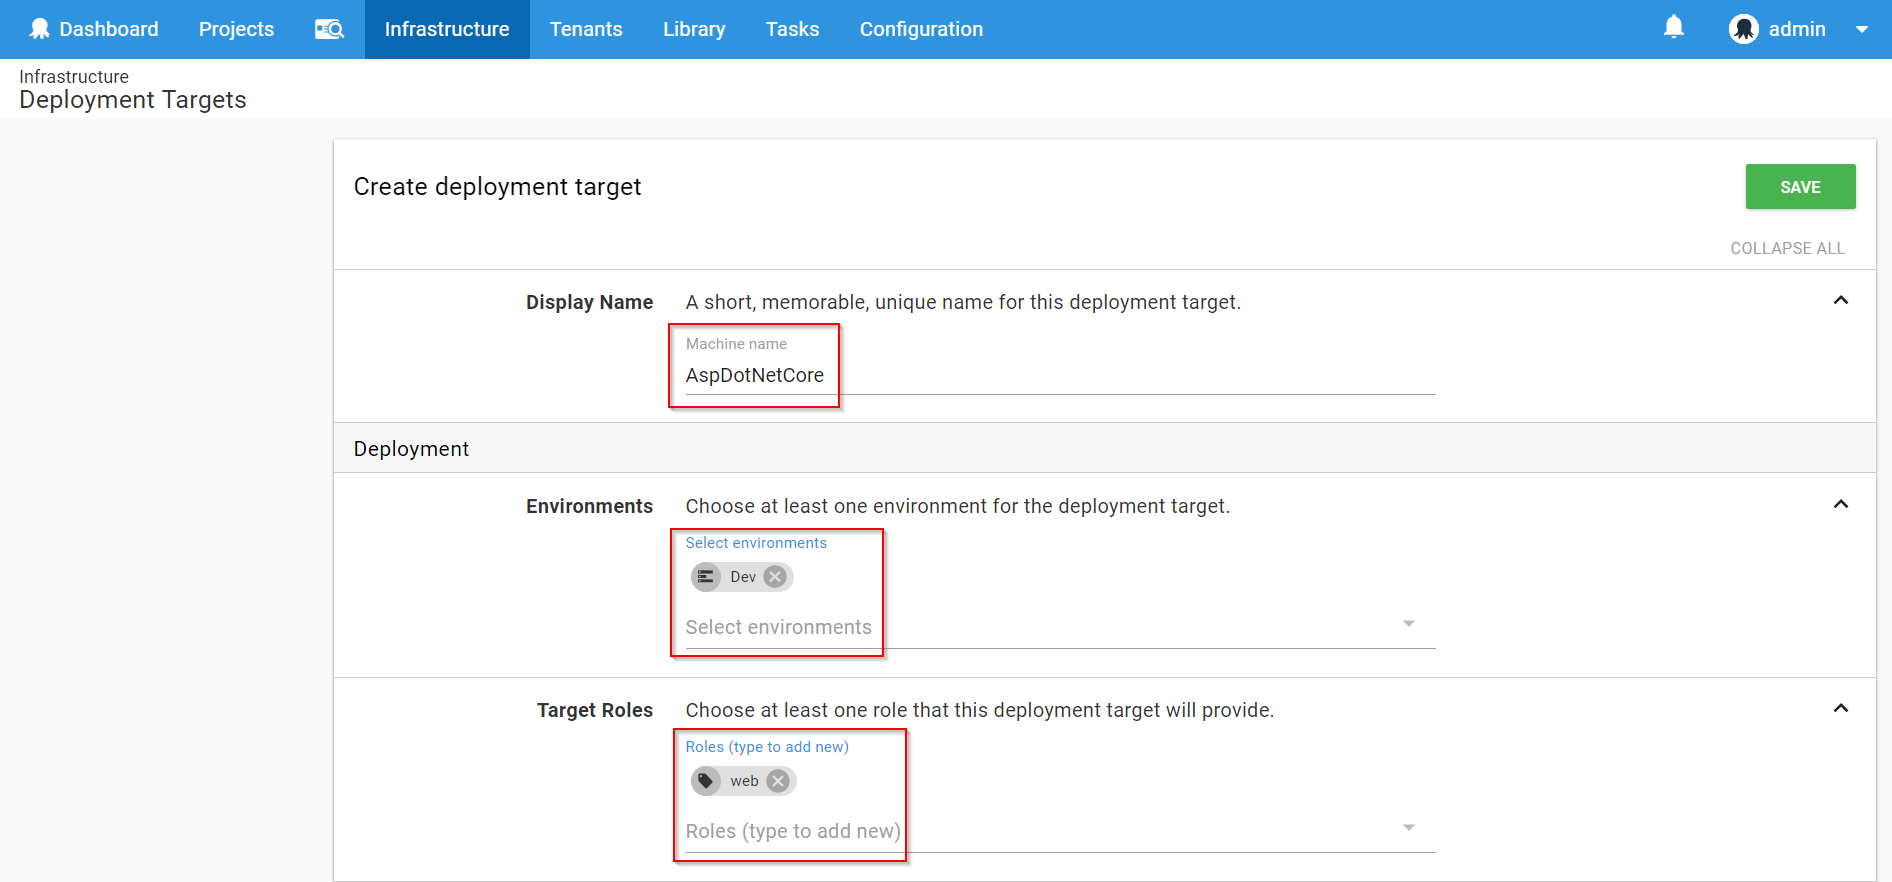 Dashboard Projects Infrastructure Tenants Library Tasks Configuration admin
Infrastructure
Deployment Targets
Create deployment target
SAVE
COLLAPSE ALL
Display Name A short, memorable, unique name for this deployment target.
Machine name
AspDotNetCore
Deployment
Environments Choose at least one environment for the deployment target.
Select environments
Dev
Select environments
Target Roles Choose at least one role that this deployment target will provide.
Roles (type to add new)
web
Roles (type to add new)